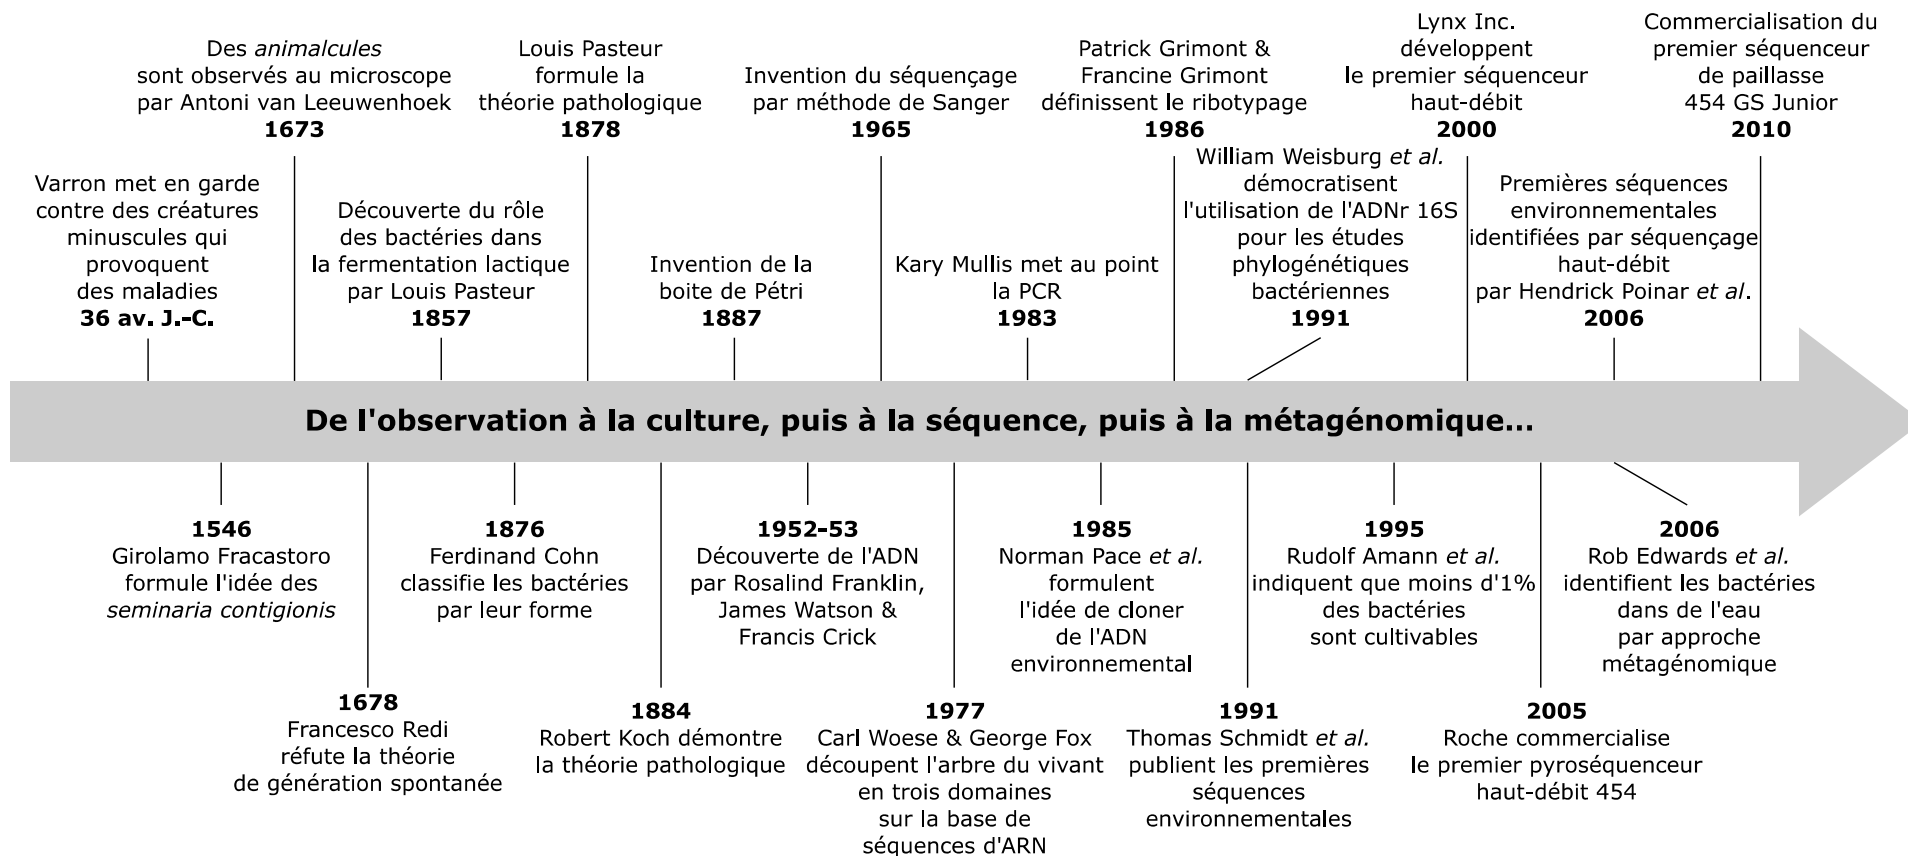 Des animalcules
sont observés au microscope
par Antoni van Leeuwenhoek
1673
Louis Pasteur
formule la
théorie pathologique
1878
Invention du séquençage
par méthode de Sanger
1965
Patrick Grimont &
Francine Grimont
définissent le ribotypage
1986
Lynx Inc.
développent
le premier séquenceur
haut-débit
2000
Commercialisation du
premier séquenceur
de paillasse
454 GS Junior
2010
Varron met en garde
contre des créatures
minuscules qui
provoquent
des maladies
36 av. J.-C.
Découverte du rôle
des bactéries dans
la fermentation lactique
par Louis Pasteur
1857
Invention de la
boite de Pétri
1887
Kary Mullis met au point
la PCR
1983
William Weisburg et al.
démocratisent
l'utilisation de l'ADNr 16S
pour les études
phylogénétiques
bactériennes
1991
Premières séquences
environnementales
identifiées par séquençage
haut-débit
par Hendrick Poinar et al.
2006
De l'observation à la culture, puis à la séquence, puis à la métagénomique...
1546
Girolamo Fracastoro
formule l'idée des
seminaria contigionis
1876
Ferdinand Cohn
classifie les bactéries
par leur forme
1952-53
Découverte de l'ADN
par Rosalind Franklin,
James Watson &
Francis Crick
1985
Norman Pace et al.
formulent
l'idée de cloner
de l'ADN
environnemental
1995
Rudolf Amann et al.
indiquent que moins d'1%
des bactéries
sont cultivables
2006
Rob Edwards et al.
identifient les bactéries
dans de l'eau
par approche
métagénomique
1678
Francesco Redi
réfute la théorie
de génération spontanée
1884
Robert Koch démontre
la théorie pathologique
1977
Carl Woese & George Fox
découpent l'arbre du vivant
en trois domaines
sur la base de
séquences d'ARN
1991
Thomas Schmidt et al.
publient les premières
séquences
environnementales
2005
Roche commercialise
le premier pyroséquenceur
haut-débit 454